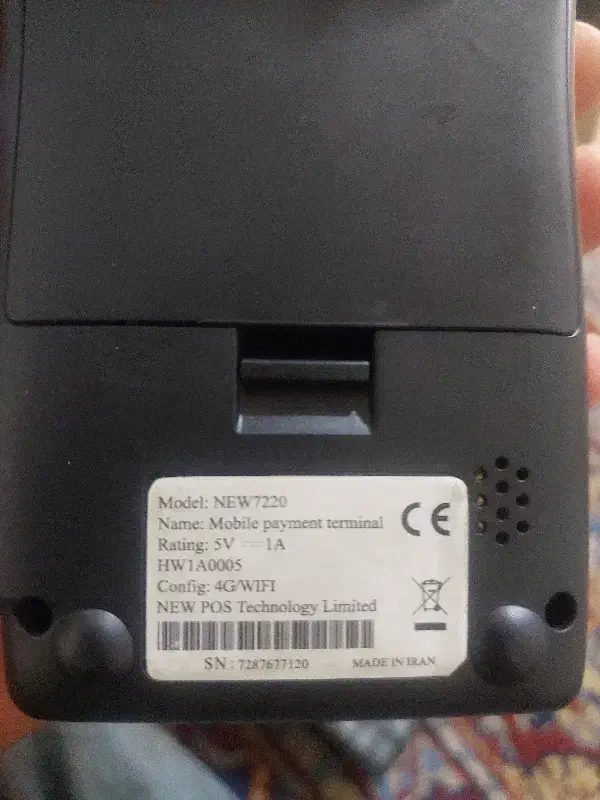 Model: NEW7220
Name: Mobile payment terminal
Rating: 5V ⎓ 1A
HW1A0005
Config: 4G/WIFI
NEW POS Technology Limited
CE
SN: 7287677120
MADE IN IRAN